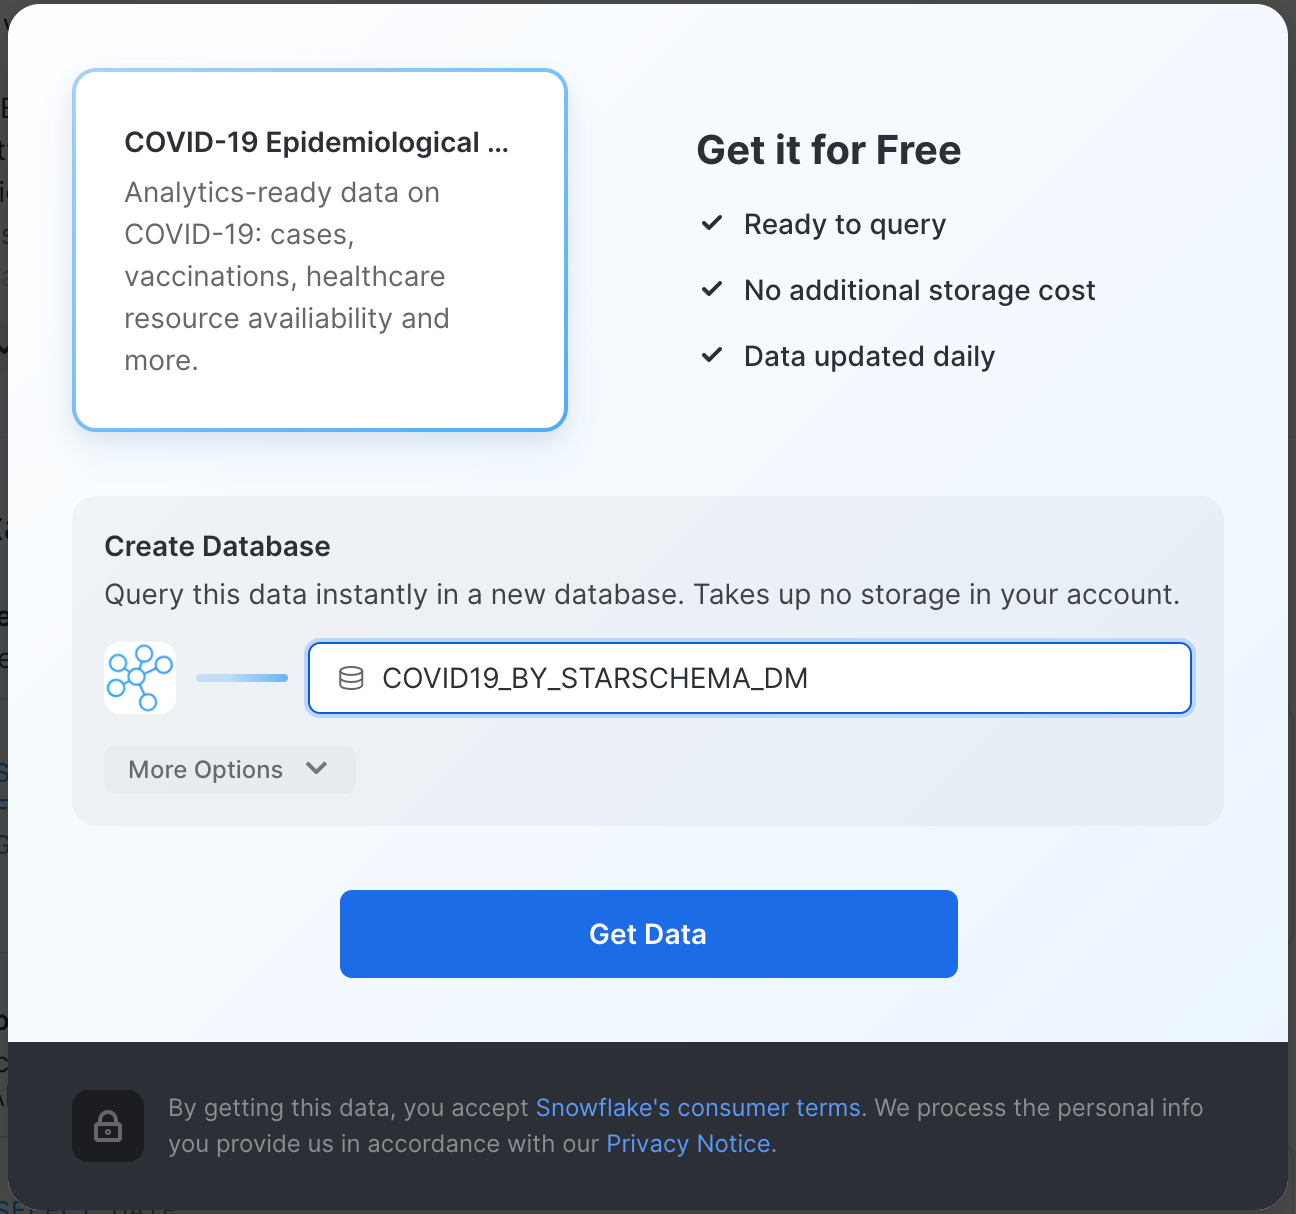 COVID-19 Epidemiological ...
Analytics-ready data on
COVID-19: cases,
vaccinations, healthcare
resource availiability and
more.
Get it for Free
Ready to query
No additional storage cost
Data updated daily
Create Database
Query this data instantly in a new database. Takes up no storage in your account.
COVID19_BY_STARSCHEMA_DM
More Options
Get Data
By getting this data, you accept Snowflake's consumer terms. We process the personal info
you provide us in accordance with our Privacy Notice.